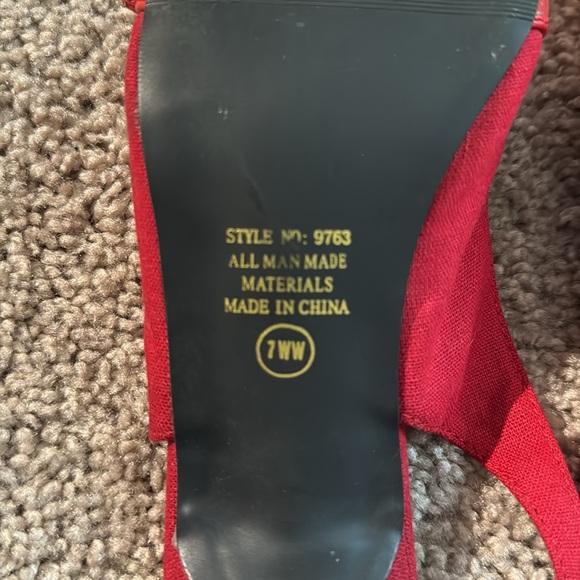 STYLE NO: 9763
ALL MAN MADE
MATERIALS
MADE IN CHINA
7WW